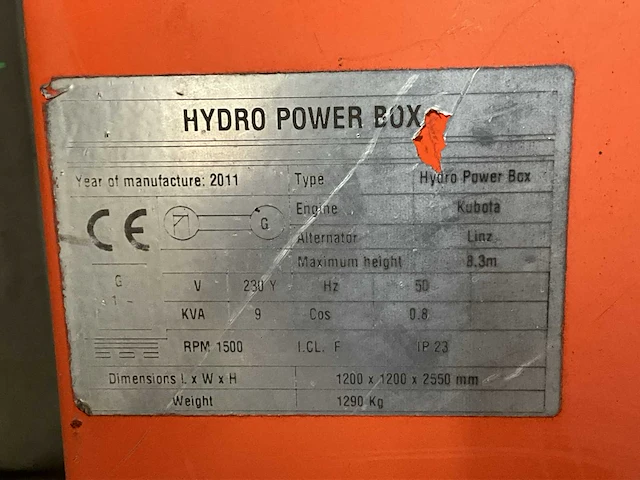 HYDRO POWER BOX
Year of manufacture: 2011 Type Hydro Power Box
CE G Engine Kubota
Alternator Linz
Maximum height 8.3m
G V 230 Y Hz 50
1 ~ KVA 9 Cos 0.8
RPM 1500 I.CL. F IP 23
Dimensions L x W x H 1200 x 1200 x 2550 mm
Weight 1290 Kg